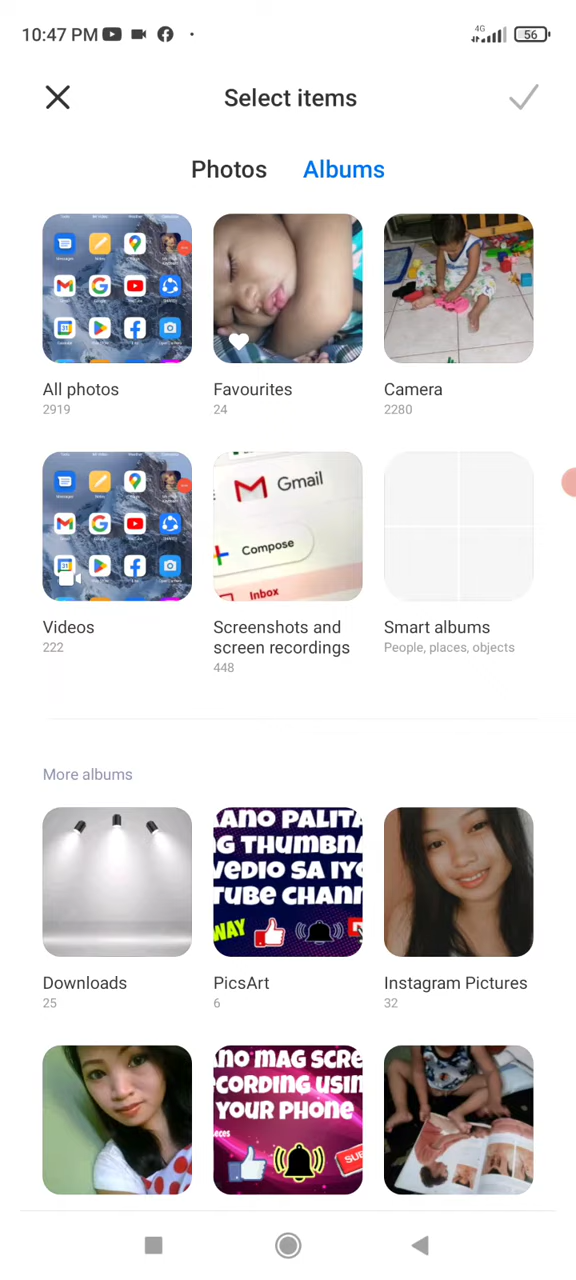 10:47 PM
4G
56
Select items
Photos
Albums
All photos
2919
Favourites
24
Camera
2280
Gmail
Compose
Inbox
Videos
222
Screenshots and
screen recordings
448
Smart albums
People, places, objects
More albums
ANO PALITA
G THUMBNA
VEDIO SA IYO
TUBE CHANN
WAY
Downloads
25
PicsArt
6
Instagram Pictures
32
NO MAG SCRE
CORDING USIN
YOUR PHONE
SUB